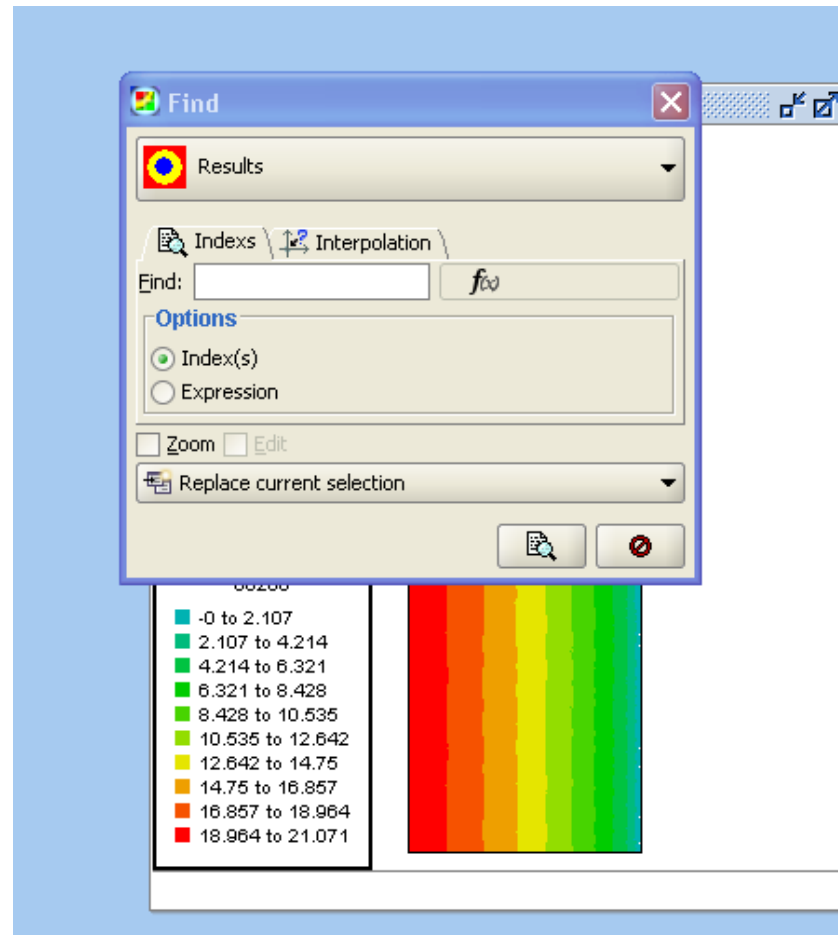 Find
Results
Indexs Interpolation
Find: f(x)
Options
Index(s)
Expression
Zoom Edit
Replace current selection
-0 to 2.107
2.107 to 4.214
4.214 to 6.321
6.321 to 8.428
8.428 to 10.535
10.535 to 12.642
12.642 to 14.75
14.75 to 16.857
16.857 to 18.964
18.964 to 21.071